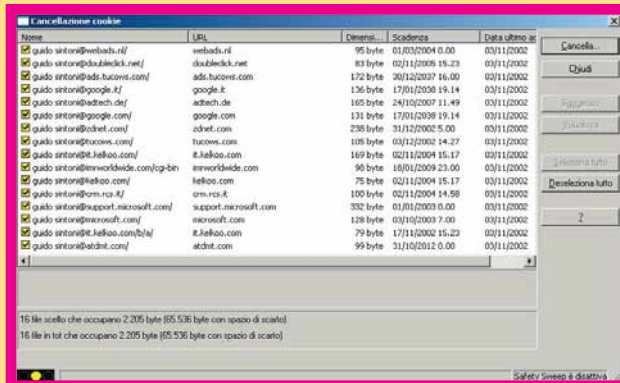 Cancellazione cookie
Nome URL Dimensi... Scadenza Data ultimo ac
guido sintoni@webads.nl/ webads.nl 95 byte 01/03/2004 0.00 03/11/2002
guido sintoni@doubleclick.net/ doubleclick.net 83 byte 02/11/2005 15.23 03/11/2002
guido sintoni@ads.tucows.com/ ads.tucows.com 172 byte 30/12/2037 16.00 03/11/2002
guido sintoni@google.it/ google.it 136 byte 17/01/2038 19.14 03/11/2002
guido sintoni@adtech.de/ adtech.de 165 byte 24/10/2007 11.49 03/11/2002
guido sintoni@google.com/ google.com 131 byte 17/01/2038 19.14 03/11/2002
guido sintoni@zdnet.com/ zdnet.com 238 byte 31/12/2002 5.00 03/11/2002
guido sintoni@tucows.com/ tucows.com 105 byte 03/12/2002 14.27 03/11/2002
guido sintoni@it.kelkoo.com/ it.kelkoo.com 169 byte 02/11/2004 15.17 03/11/2002
guido sintoni@imrworldwide.com/cgi-bin imrworldwide.com 98 byte 16/01/2009 23.00 03/11/2002
guido sintoni@kelkoo.com/ kelkoo.com 75 byte 02/11/2004 15.17 03/11/2002
guido sintoni@crm.rcs.it/ crm.rcs.it 100 byte 02/11/2004 14.58 03/11/2002
guido sintoni@support.microsoft.com/ support.microsoft.com 332 byte 01/01/2003 0.00 03/11/2002
guido sintoni@microsoft.com/ microsoft.com 128 byte 03/10/2003 7.00 03/11/2002
guido sintoni@it.kelkoo.com/b/a/ it.kelkoo.com 79 byte 17/11/2002 15.23 03/11/2002
guido sintoni@atdmt.com/ atdmt.com 99 byte 31/10/2012 0.00 03/11/2002
Cancella...
Chiudi
Aggiorna
Visualizza
Seleziona tutto
Deseleziona tutto
?
16 file scelto che occupano 2.205 byte (65.536 byte con spazio di scarto)
16 file in tot che occupano 2.205 byte (65.536 byte con spazio di scarto)
Safety Sweep è disattiva